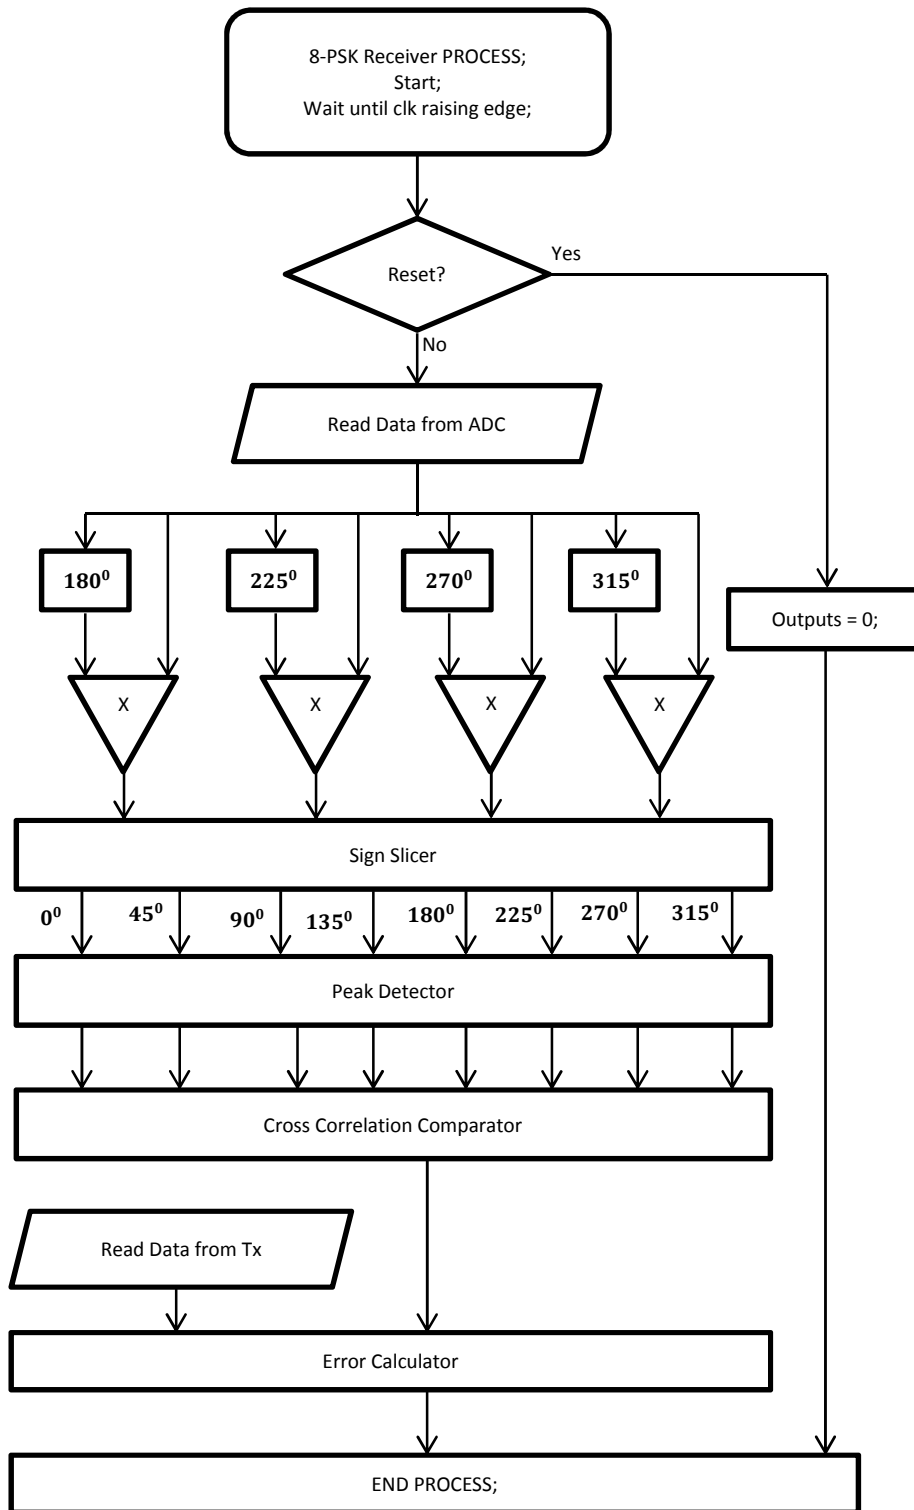 8-PSK Receiver PROCESS;
Start;
Wait until clk raising edge;
Reset?
Yes
No
Read Data from ADC
180⁰
225⁰
270⁰
315⁰
Outputs = 0;
X
X
X
X
Sign Slicer
0⁰
45⁰
90⁰
135⁰
180⁰
225⁰
270⁰
315⁰
Peak Detector
Cross Correlation Comparator
Read Data from Tx
Error Calculator
END PROCESS;